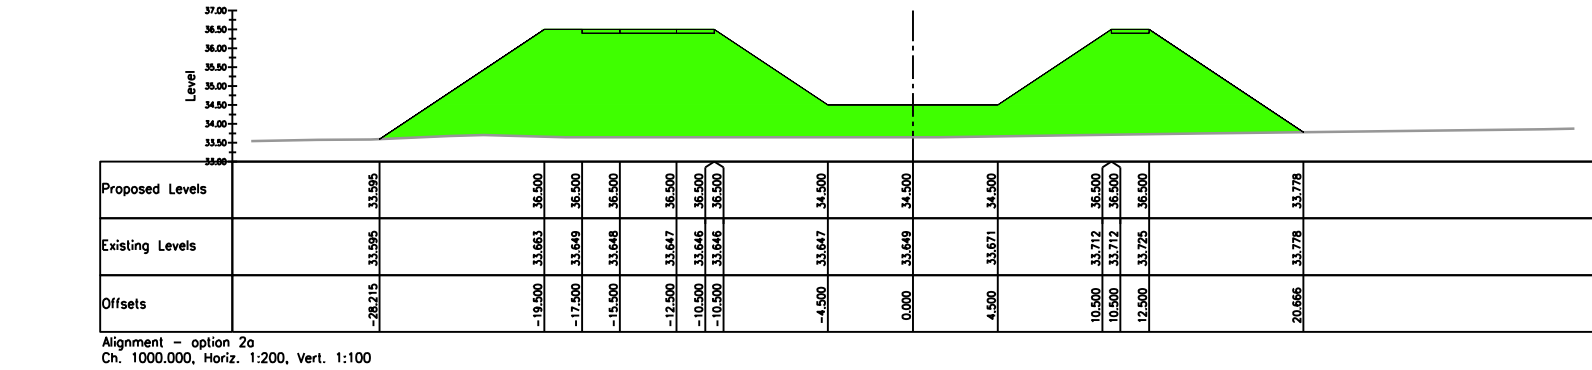 37.00
36.50
36.00
35.50
35.00
34.50
34.00
33.50
33.00
Level
Proposed Levels 33.595 36.500 36.500 36.500 36.500 36.500 36.500 34.500 34.500 34.500 36.500 36.500 36.500 33.778
Existing Levels 33.595 33.663 33.649 33.648 33.647 33.646 33.646 33.647 33.649 33.671 33.712 33.712 33.725 33.778
Offsets -28.215 -19.500 -17.500 -15.500 -12.500 -10.500 -10.500 -4.500 0.000 4.500 10.500 10.500 12.500 20.666
Alignment - option 2a
Ch. 1000.000, Horiz. 1:200, Vert. 1:100